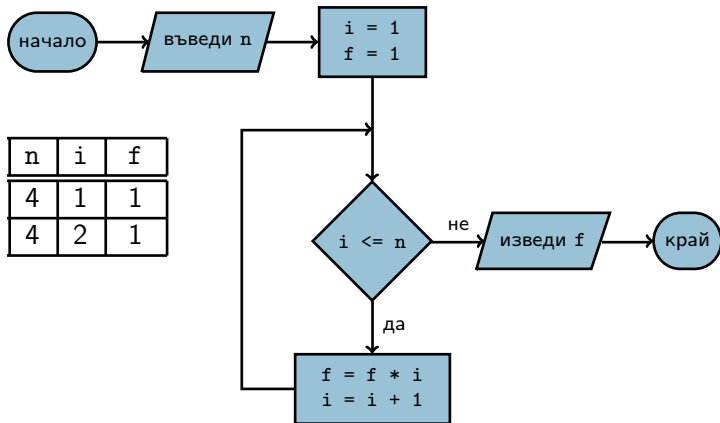 начало
въведи n
i = 1
f = 1
n i f
4 1 1
4 2 1
i <= n
не
изведи f
край
да
f = f * i
i = i + 1